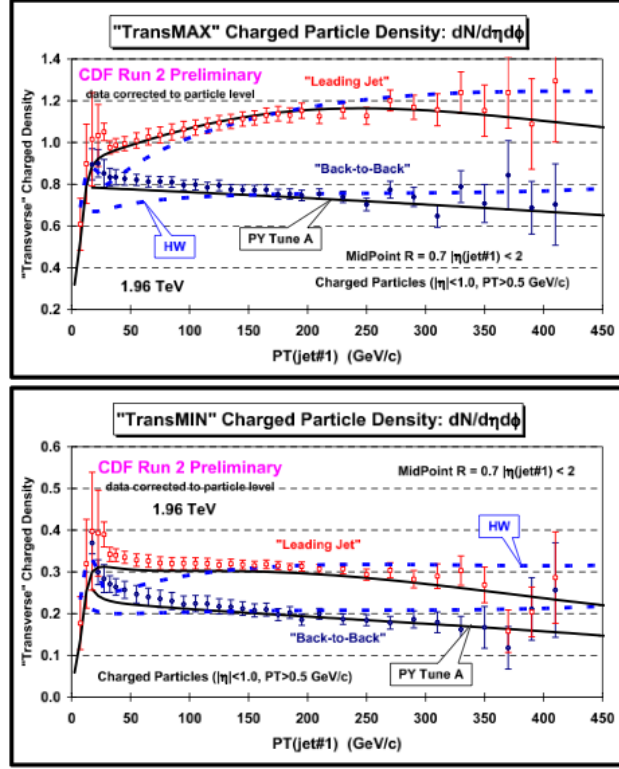 "TransMAX" Charged Particle Density: dN/dηdϕ
1.4
1.2
1.0
0.8
0.6
0.4
0.2
"Transverse" Charged Density
CDF Run 2 Preliminary
data corrected to particle level
"Leading Jet"
"Back-to-Back"
HW
PY Tune A
1.96 TeV
MidPoint R = 0.7 |η(jet#1) < 2
Charged Particles (|η|<1.0, PT>0.5 GeV/c)
0 50 100 150 200 250 300 350 400 450
PT(jet#1) (GeV/c)
"TransMIN" Charged Particle Density: dN/dηdϕ
0.6
0.5
0.4
0.3
0.2
0.1
0.0
"Transverse" Charged Density
CDF Run 2 Preliminary
data corrected to particle level
1.96 TeV
MidPoint R = 0.7 |η(jet#1) < 2
HW
"Leading Jet"
"Back-to-Back"
PY Tune A
Charged Particles (|η|<1.0, PT>0.5 GeV/c)
0 50 100 150 200 250 300 350 400 450
PT(jet#1) (GeV/c)